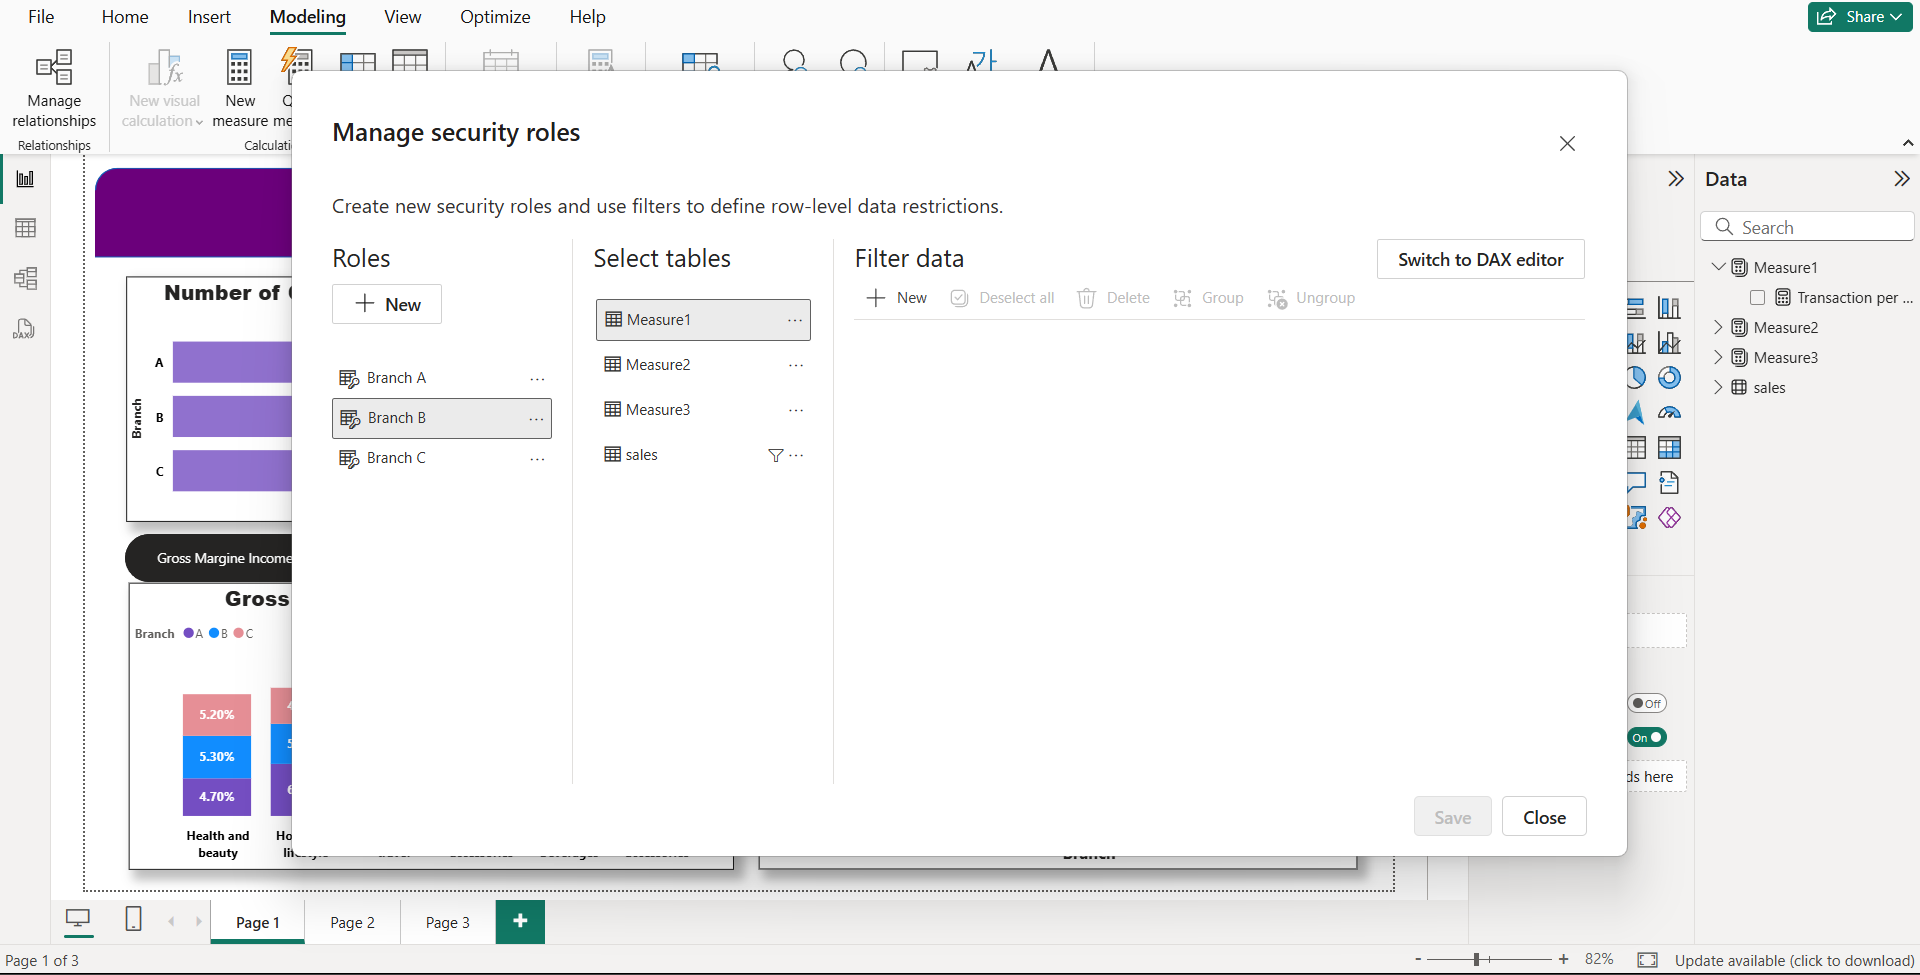 File Home Insert Modeling View Optimize Help
Share
Manage relationships
New visual calculation
New measure
Relationships
Manage security roles
Create new security roles and use filters to define row-level data restrictions.
Roles
New
Branch A ...
Branch B ...
Branch C ...
Select tables
Measure1 ...
Measure2 ...
Measure3 ...
sales ...
Filter data
Switch to DAX editor
New Deselect all Delete Group Ungroup
Save Close
Number of
Branch
A
B
C
Gross Margine Income
Gross
Branch A B C
5.20%
5.30%
4.70%
Health and
beauty
Branch
Data
Search
Measure1
Transaction per ...
Measure2
Measure3
sales
Off
On
here
DAX
Page 1 Page 2 Page 3 +
Page 1 of 3
- + 82% Update available (click to download)